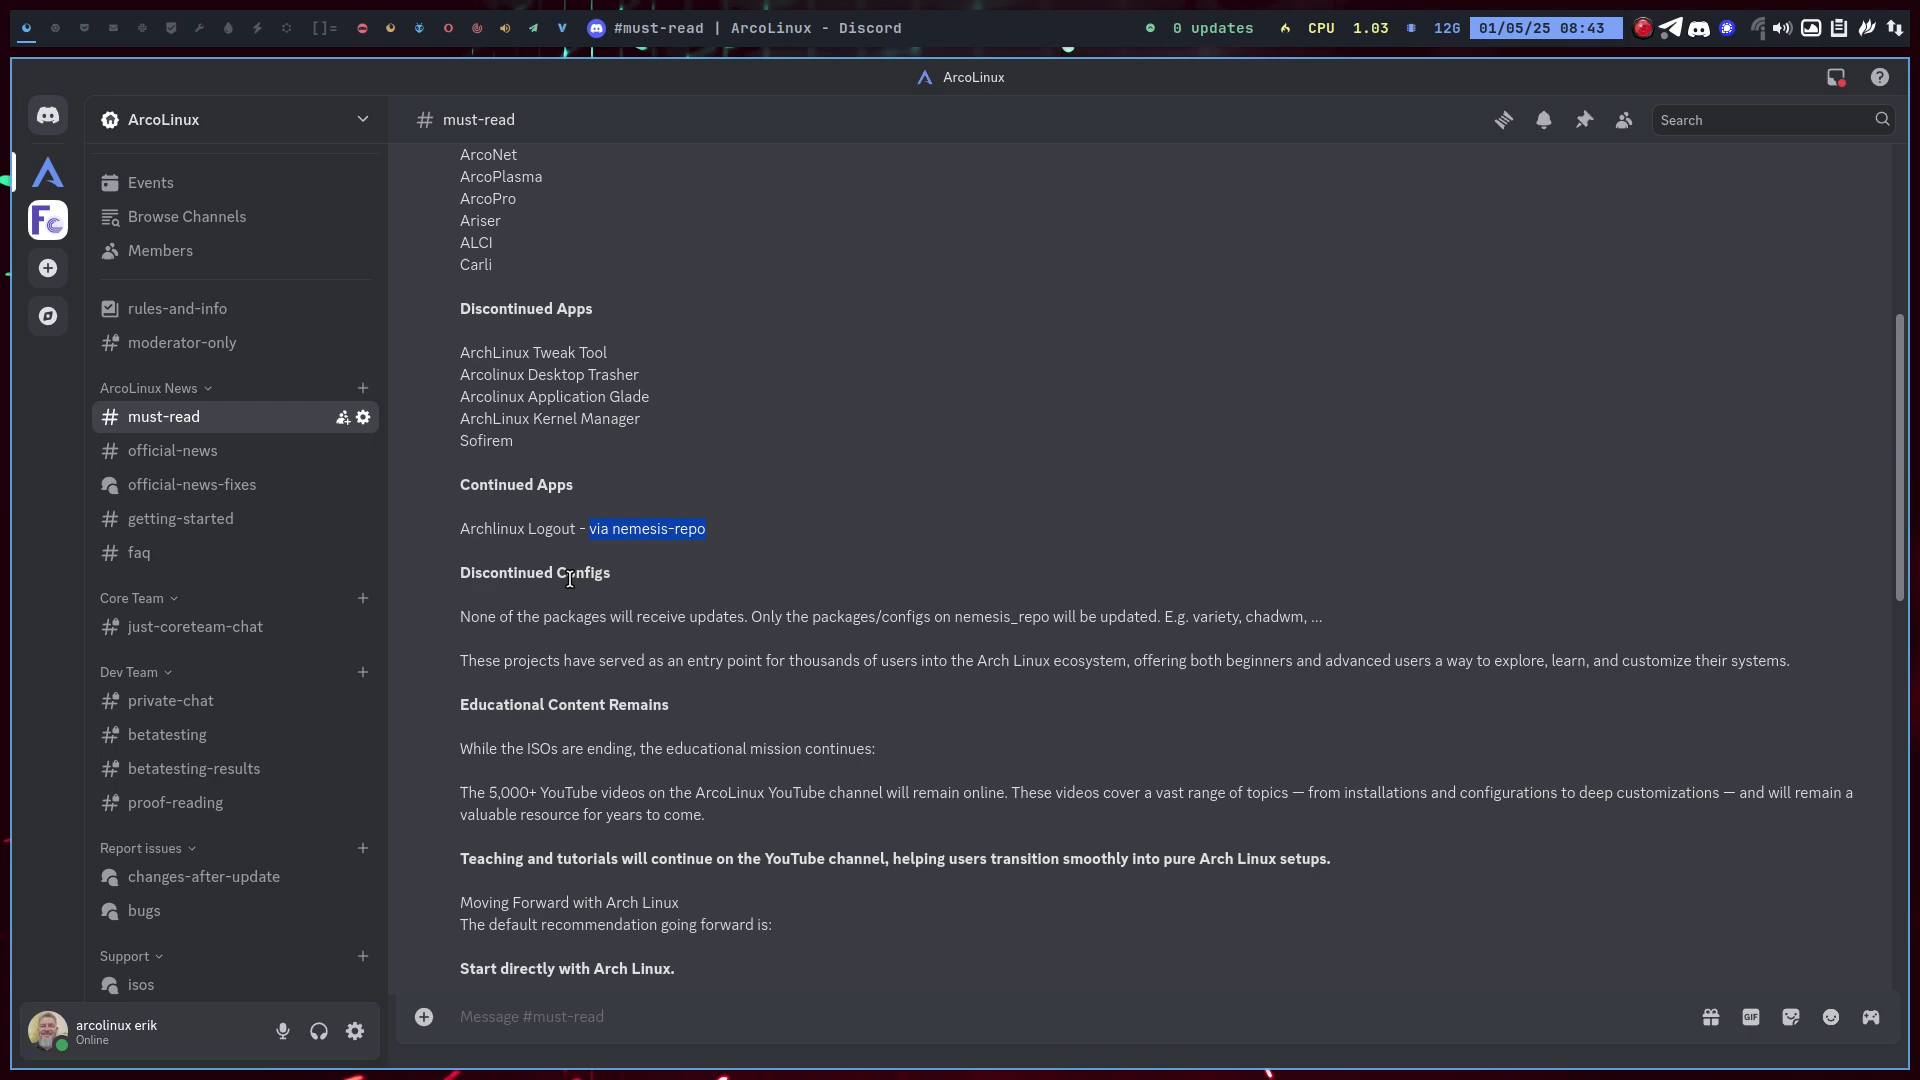 []=
#must-read | ArcoLinux - Discord
0 updates
CPU 1.03
12G
01/05/25 08:43
ArcoLinux
ArcoLinux
Events
Browse Channels
Members
rules-and-info
moderator-only
ArcoLinux News
must-read
official-news
official-news-fixes
getting-started
faq
Core Team
just-coreteam-chat
Dev Team
private-chat
betatesting
betatesting-results
proof-reading
Report issues
changes-after-update
bugs
Support
isos
arcolinux erik
Online
must-read
Search
ArcoNet
ArcoPlasma
ArcoPro
Ariser
ALCI
Carli
Discontinued Apps
ArchLinux Tweak Tool
Arcolinux Desktop Trasher
Arcolinux Application Glade
ArchLinux Kernel Manager
Sofirem
Continued Apps
Archlinux Logout - via nemesis-repo
Discontinued Configs
None of the packages will receive updates. Only the packages/configs on nemesis_repo will be updated. E.g. variety, chadwm, ...
These projects have served as an entry point for thousands of users into the Arch Linux ecosystem, offering both beginners and advanced users a way to explore, learn, and customize their systems.
Educational Content Remains
While the ISOs are ending, the educational mission continues:
The 5,000+ YouTube videos on the ArcoLinux YouTube channel will remain online. These videos cover a vast range of topics — from installations and configurations to deep customizations — and will remain a
valuable resource for years to come.
Teaching and tutorials will continue on the YouTube channel, helping users transition smoothly into pure Arch Linux setups.
Moving Forward with Arch Linux
The default recommendation going forward is:
Start directly with Arch Linux.
Message #must-read
GIF